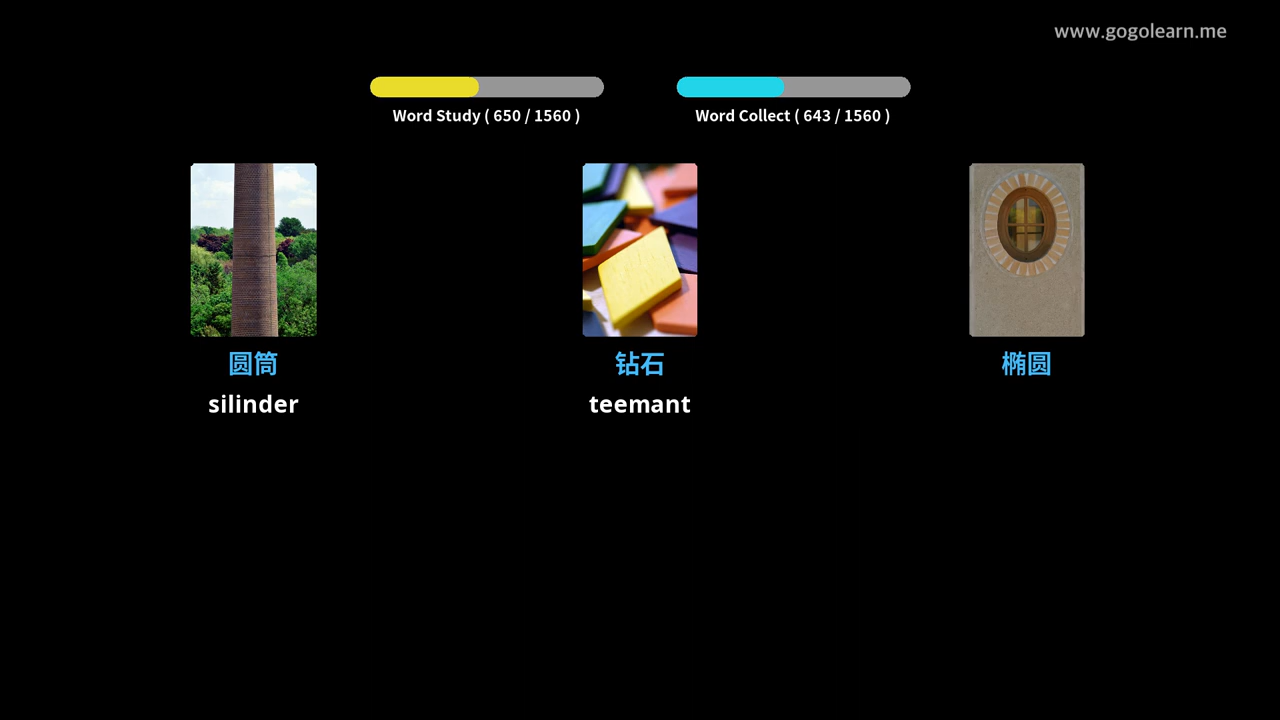 www.gogolearn.me
Word Study ( 650 / 1560 )
Word Collect ( 643 / 1560 )
圆筒
钻石
椭圆
silinder
teemant